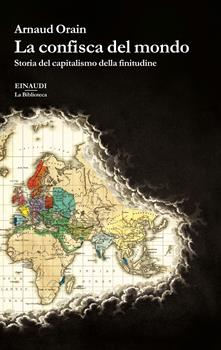 Arnaud Orain
La confisca del mondo
Storia del capitalismo della finitudine
EINAUDI
La Biblioteca